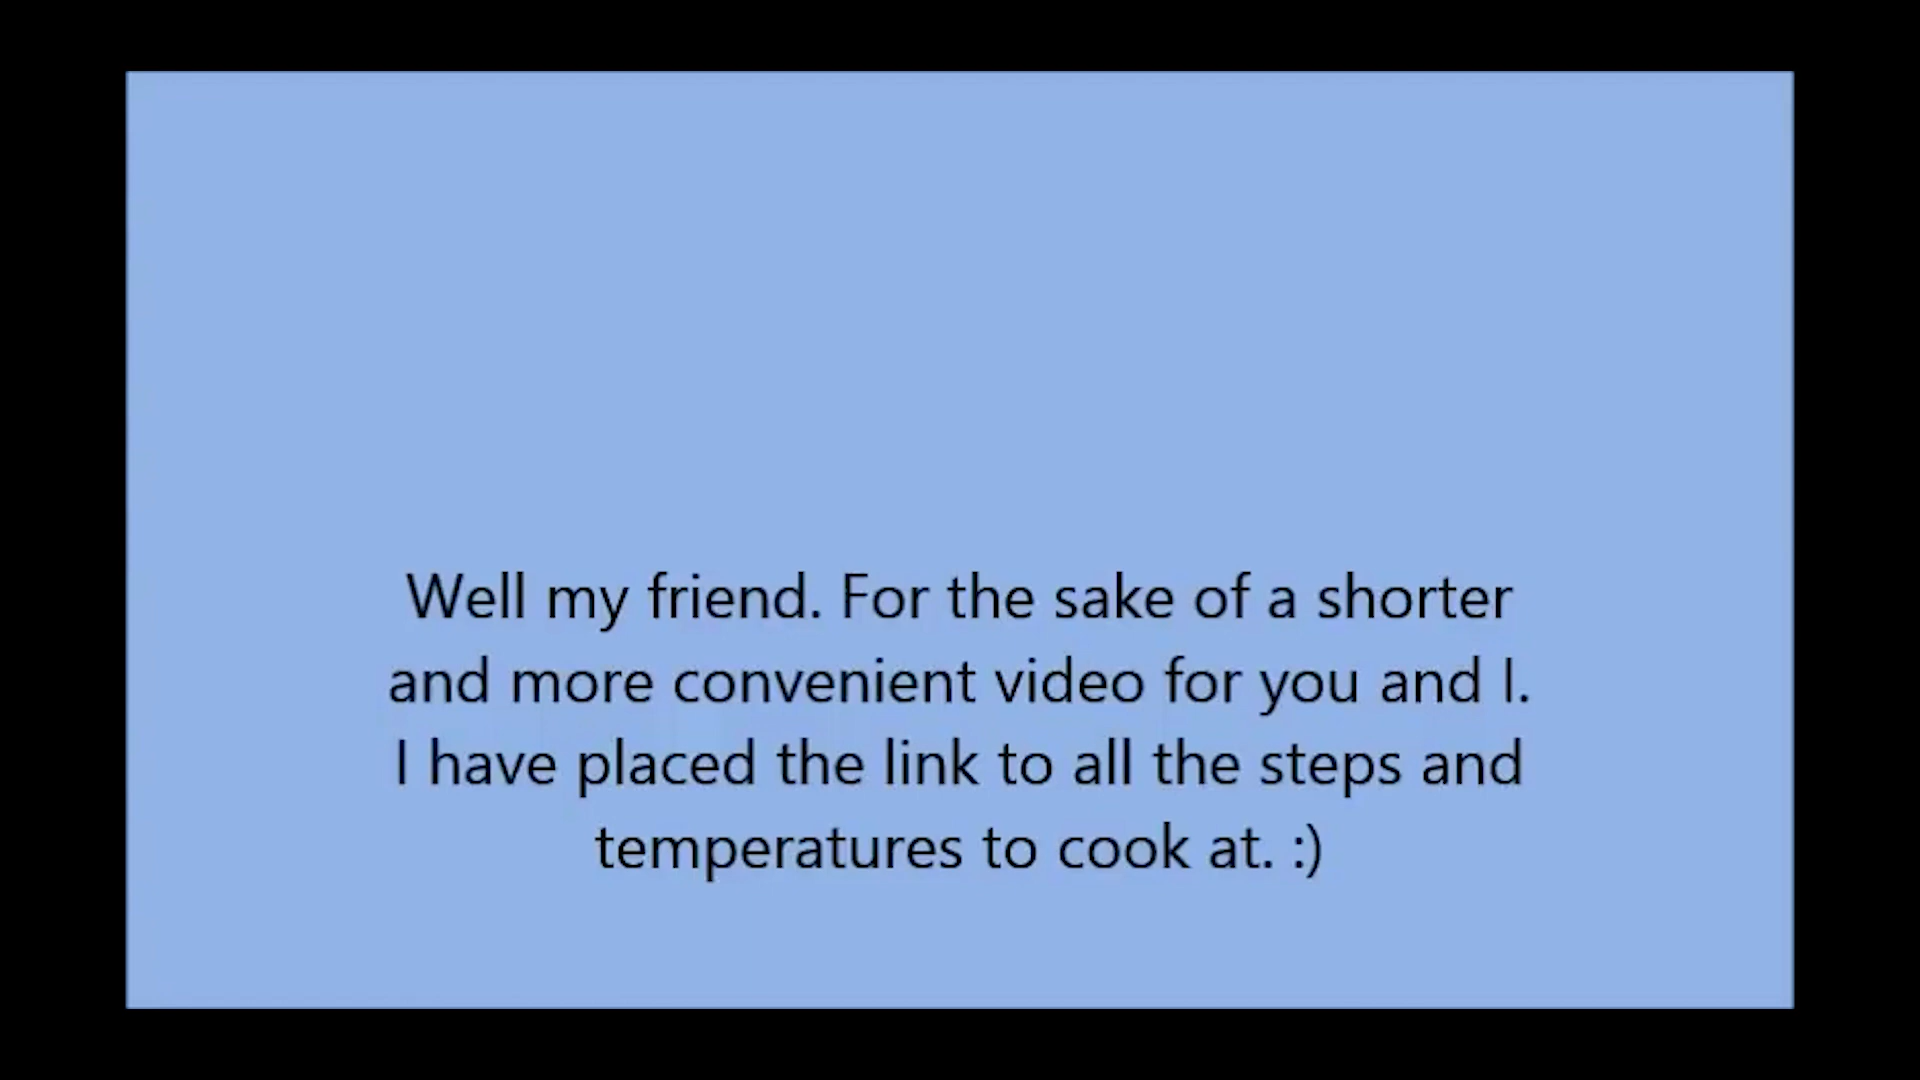 Well my friend. For the sake of a shorter
and more convenient video for you and I.
I have placed the link to all the steps and
temperatures to cook at. :)